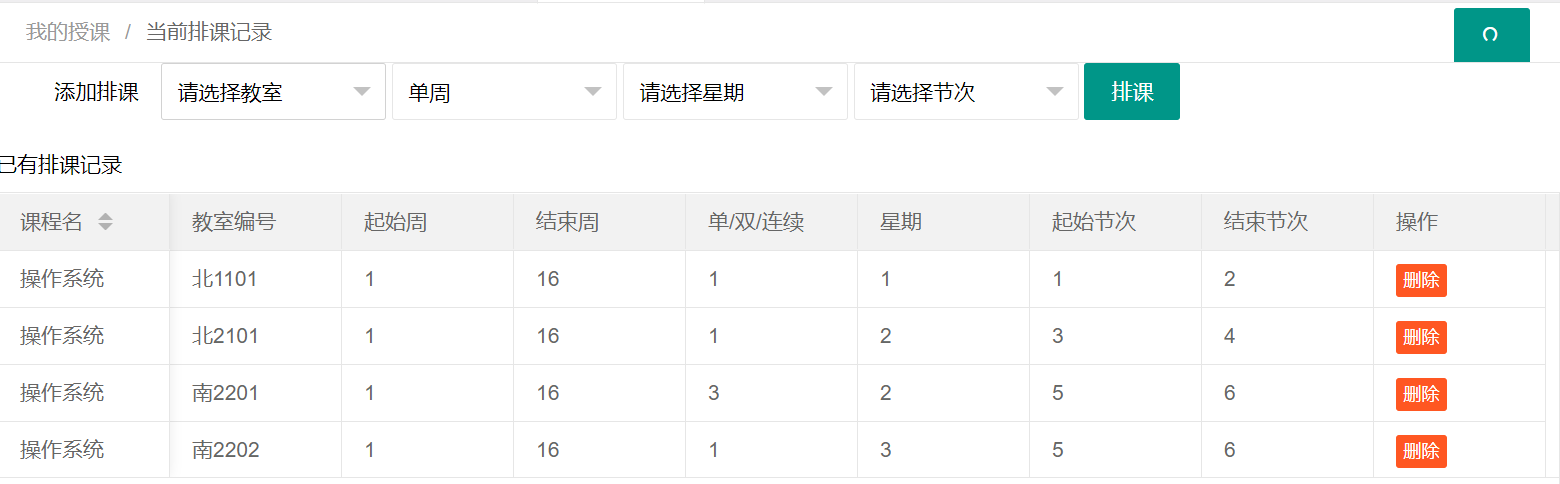 我的授课 / 当前排课记录
添加排课 请选择教室 单周 请选择星期 请选择节次 排课
已有排课记录
课程名 教室编号 起始周 结束周 单/双/连续 星期 起始节次 结束节次 操作
操作系统 北1101 1 16 1 1 1 2 删除
操作系统 北2101 1 16 1 2 3 4 删除
操作系统 南2201 1 16 3 2 5 6 删除
操作系统 南2202 1 16 1 3 5 6 删除